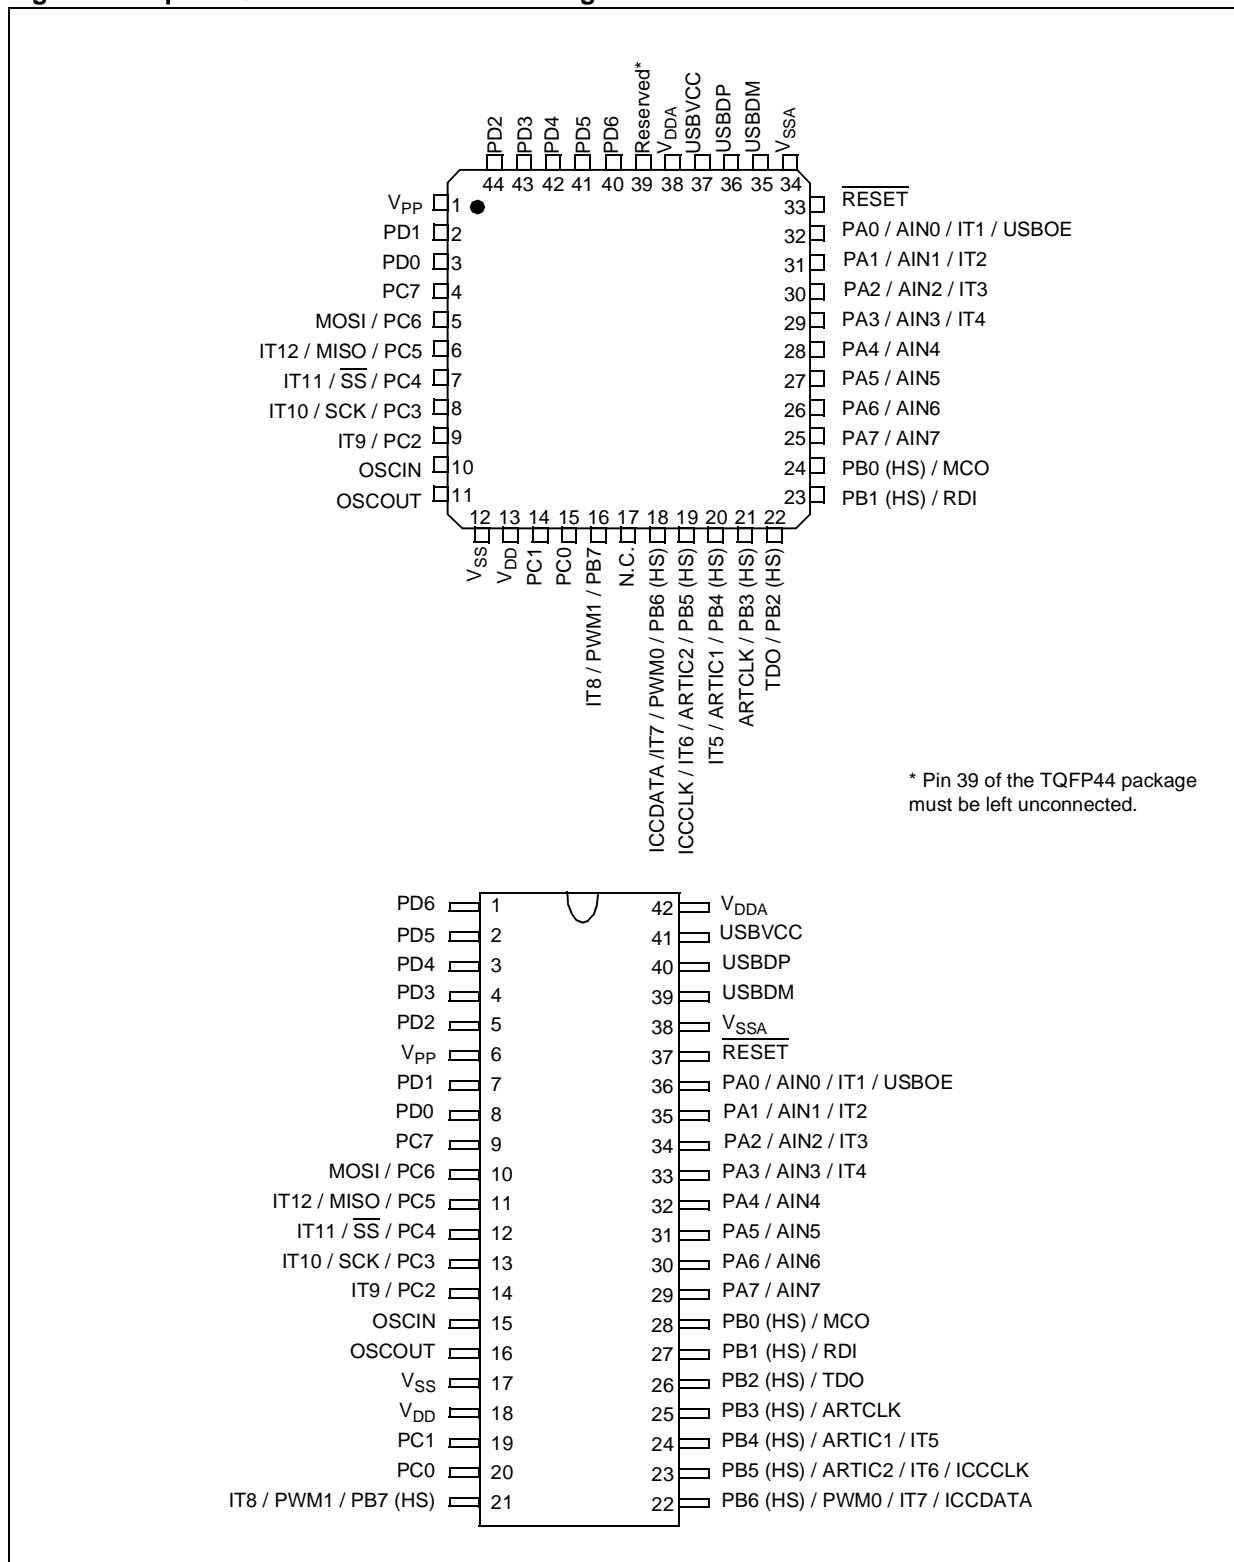 PD2
PD3
PD4
PD5
PD6
Reserved*
VDDA
USBVCC
USBDP
USBDM
VSSA
44 43 42 41 40 39 38 37 36 35 34
VPP 1
PD1 2
PD0 3
PC7 4
MOSI / PC6 5
IT12 / MISO / PC5 6
IT11 / SS / PC4 7
IT10 / SCK / PC3 8
IT9 / PC2 9
OSCIN 10
OSCOUT 11
33 RESET
32 PA0 / AIN0 / IT1 / USBOE
31 PA1 / AIN1 / IT2
30 PA2 / AIN2 / IT3
29 PA3 / AIN3 / IT4
28 PA4 / AIN4
27 PA5 / AIN5
26 PA6 / AIN6
25 PA7 / AIN7
24 PB0 (HS) / MCO
23 PB1 (HS) / RDI
12 13 14 15 16 17 18 19 20 21 22
VSS
VDD
PC1
PC0
IT8 / PWM1 / PB7
N.C.
ICCDATA /IT7 / PWM0 / PB6 (HS)
ICCCLK / IT6 / ARTIC2 / PB5 (HS)
IT5 / ARTIC1 / PB4 (HS)
ARTCLK / PB3 (HS)
TDO / PB2 (HS)
* Pin 39 of the TQFP44 package
must be left unconnected.
PD6 1 42 VDDA
PD5 2 41 USBVCC
PD4 3 40 USBDP
PD3 4 39 USBDM
PD2 5 38 VSSA
VPP 6 37 RESET
PD1 7 36 PA0 / AIN0 / IT1 / USBOE
PD0 8 35 PA1 / AIN1 / IT2
PC7 9 34 PA2 / AIN2 / IT3
MOSI / PC6 10 33 PA3 / AIN3 / IT4
IT12 / MISO / PC5 11 32 PA4 / AIN4
IT11 / SS / PC4 12 31 PA5 / AIN5
IT10 / SCK / PC3 13 30 PA6 / AIN6
IT9 / PC2 14 29 PA7 / AIN7
OSCIN 15 28 PB0 (HS) / MCO
OSCOUT 16 27 PB1 (HS) / RDI
VSS 17 26 PB2 (HS) / TDO
VDD 18 25 PB3 (HS) / ARTCLK
PC1 19 24 PB4 (HS) / ARTIC1 / IT5
PC0 20 23 PB5 (HS) / ARTIC2 / IT6 / ICCCLK
IT8 / PWM1 / PB7 (HS) 21 22 PB6 (HS) / PWM0 / IT7 / ICCDATA